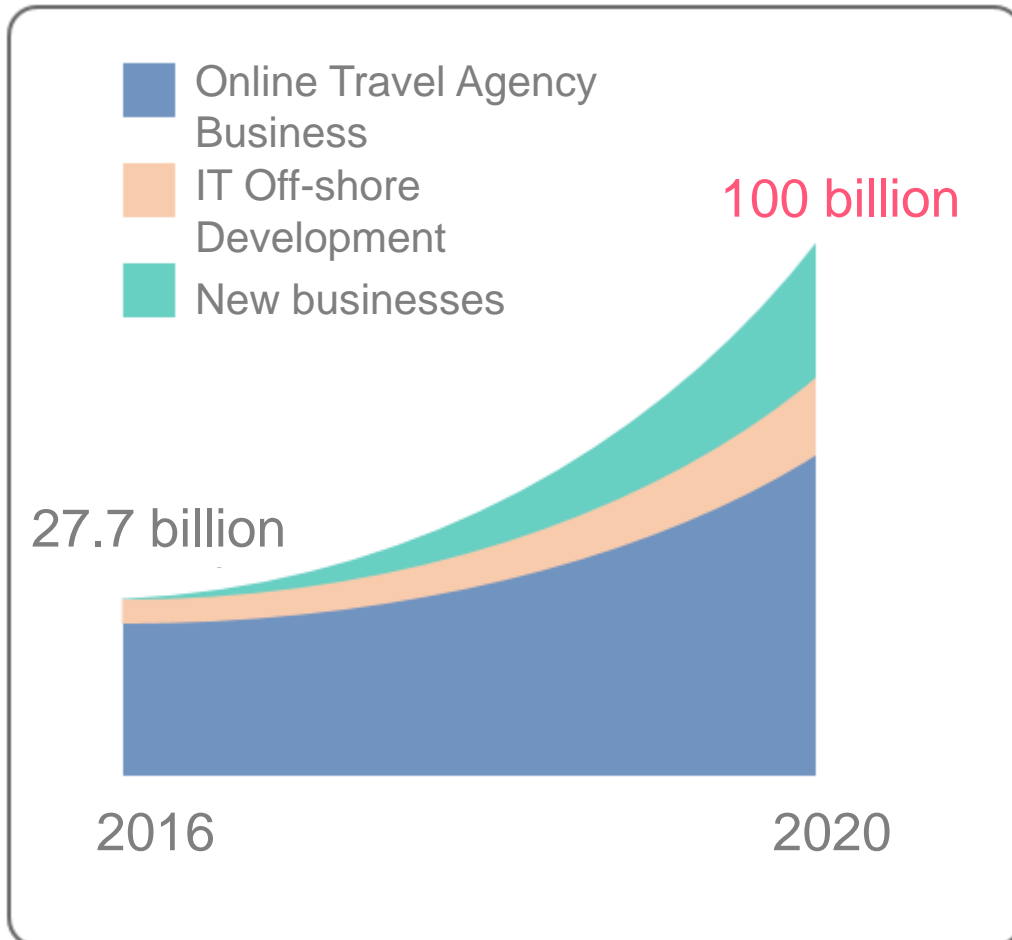 Online Travel Agency
Business
IT Off-shore
Development
New businesses
100 billion
27.7 billion
2016
2020